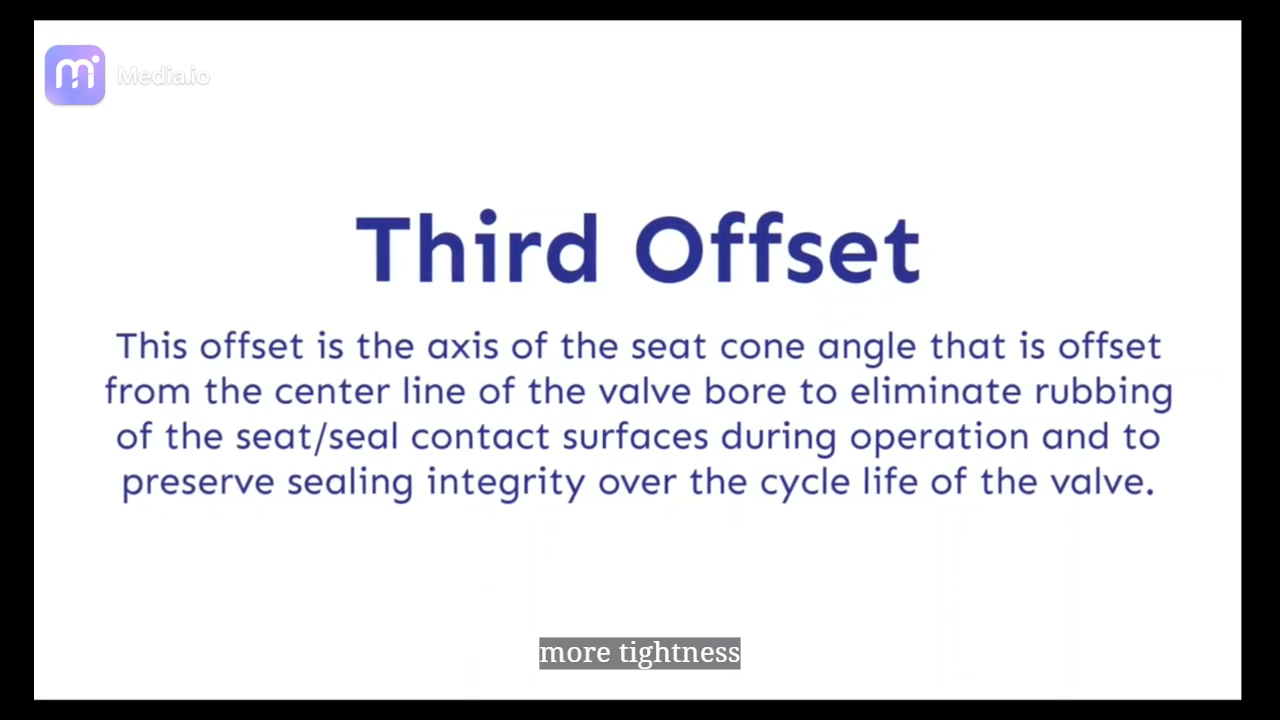 Media.io
Third Offset
This offset is the axis of the seat cone angle that is offset
from the center line of the valve bore to eliminate rubbing
of the seat/seal contact surfaces during operation and to
preserve sealing integrity over the cycle life of the valve.
more tightness